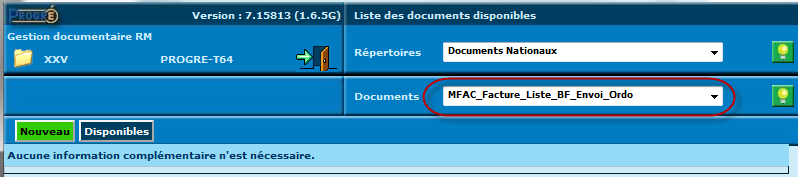 PROGRÉ Version : 7.15813 (1.6.5G) Liste des documents disponibles
Gestion documentaire RM
XXV PROGRE-T64
Répertoires Documents Nationaux
Documents MFAC_Facture_Liste_BF_Envoi_Ordo
Nouveau Disponibles
Aucune information complémentaire n'est nécessaire.